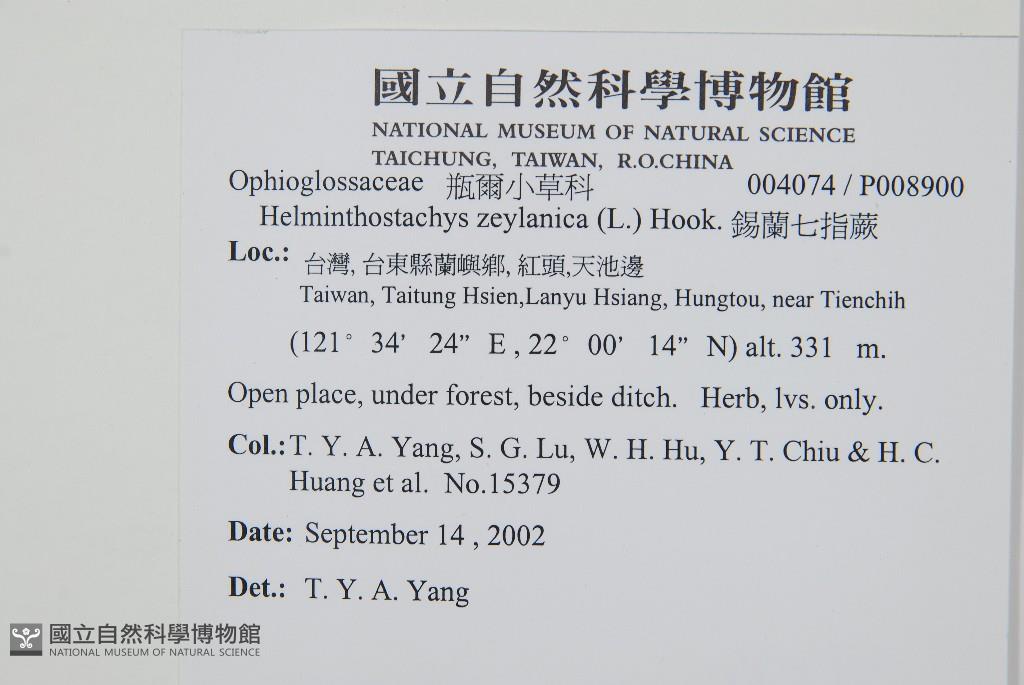 國立自然科學博物館
NATIONAL MUSEUM OF NATURAL SCIENCE
TAICHUNG, TAIWAN, R.O.CHINA
Ophioglossaceae 瓶爾小草科 004074 / P008900
Helminthostachys zeylanica (L.) Hook. 錫蘭七指蕨
Loc.: 台灣, 台東縣蘭嶼鄉, 紅頭,天池邊
Taiwan, Taitung Hsien,Lanyu Hsiang, Hungtou, near Tienchih
(121° 34’ 24” E , 22° 00’ 14” N) alt. 331 m.
Open place, under forest, beside ditch. Herb, lvs. only.
Col.: T. Y. A. Yang, S. G. Lu, W. H. Hu, Y. T. Chiu & H. C.
Huang et al. No.15379
Date: September 14 , 2002
Det.: T. Y. A. Yang
國立自然科學博物館
NATIONAL MUSEUM OF NATURAL SCIENCE